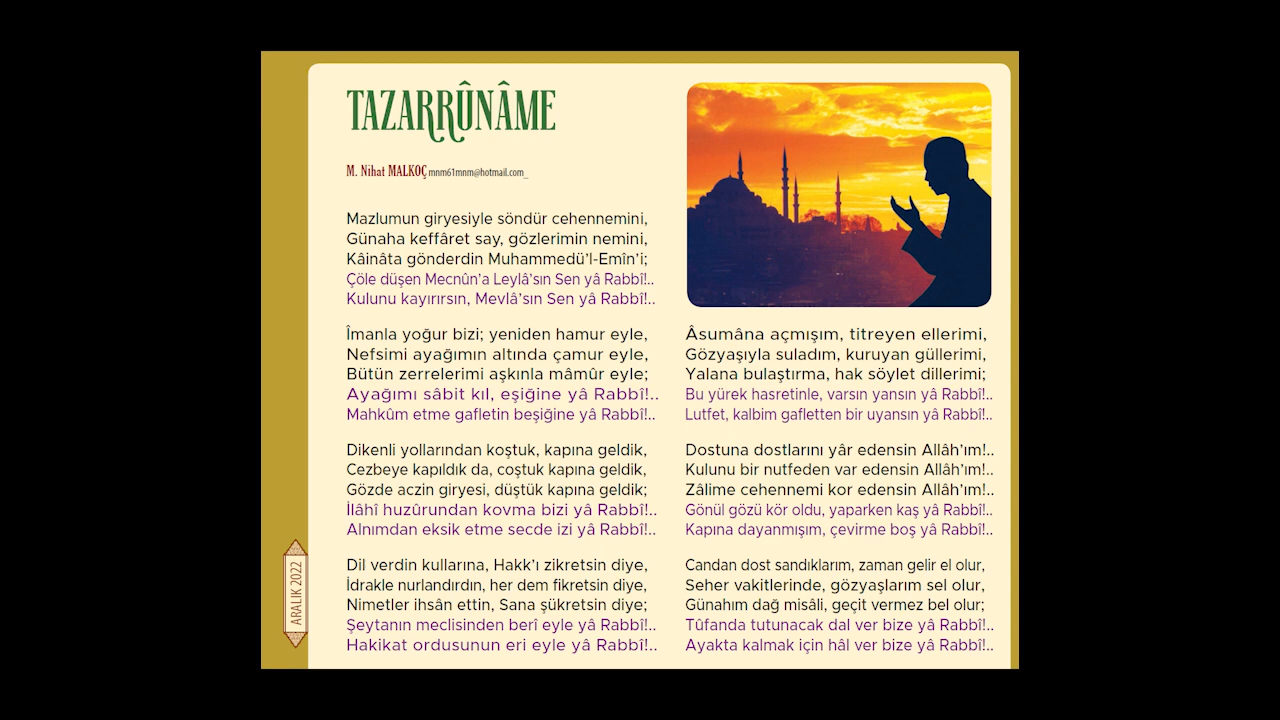 TAZARRÛNÂME
M. Nihat MALKOÇ mnm61mnm@hotmail.com_
Mazlumun giryesiyle söndür cehennemini,
Günaha keffâret say, gözlerimin nemini,
Kâinâta gönderdin Muhammedü’l-Emîn’i;
Çöle düşen Mecnûn’a Leylâ’sın Sen yâ Rabbî!..
Kulunu kayırırsın, Mevlâ’sın Sen yâ Rabbî!..
Îmanla yoğur bizi; yeniden hamur eyle,
Nefsimi ayağımın altında çamur eyle,
Bütün zerrelerimi aşkınla mâmûr eyle;
Ayağımı sâbit kıl, eşiğine yâ Rabbî!..
Mahkûm etme gafletin beşiğine yâ Rabbî!..
Dikenli yollarından koştuk, kapına geldik,
Cezbeye kapıldık da, coştuk kapına geldik,
Gözde aczin giryesi, düştük kapına geldik;
İlâhî huzûrundan kovma bizi yâ Rabbî!..
Alnımdan eksik etme secde izi yâ Rabbî!..
Dil verdin kullarına, Hakk’ı zikretsin diye,
İdrakle nurlandırdın, her dem fikretsin diye,
Nimetler ihsân ettin, Sana şükretsin diye;
Şeytanın meclisinden berî eyle yâ Rabbî!..
Hakikat ordusunun eri eyle yâ Rabbî!..
Âsumâna açmışım, titreyen ellerimi,
Gözyaşıyla suladım, kuruyan güllerimi,
Yalana bulaştırma, hak söylet dillerimi;
Bu yürek hasretinle, varsın yansın yâ Rabbî!..
Lutfet, kalbim gafletten bir uyansın yâ Rabbî!..
Dostuna dostlarını yâr edensin Allâh’ım!..
Kulunu bir nutfeden var edensin Allâh’ım!..
Zâlime cehennemi kor edensin Allâh’ım!..
Gönül gözü kör oldu, yaparken kaş yâ Rabbî!..
Kapına dayanmışım, çevirme boş yâ Rabbî!..
Candan dost sandıklarım, zaman gelir el olur,
Seher vakitlerinde, gözyaşlarım sel olur,
Günahım dağ misâli, geçit vermez bel olur;
Tûfanda tutunacak dal ver bize yâ Rabbî!..
Ayakta kalmak için hâl ver bize yâ Rabbî!..
ARALIK 2022